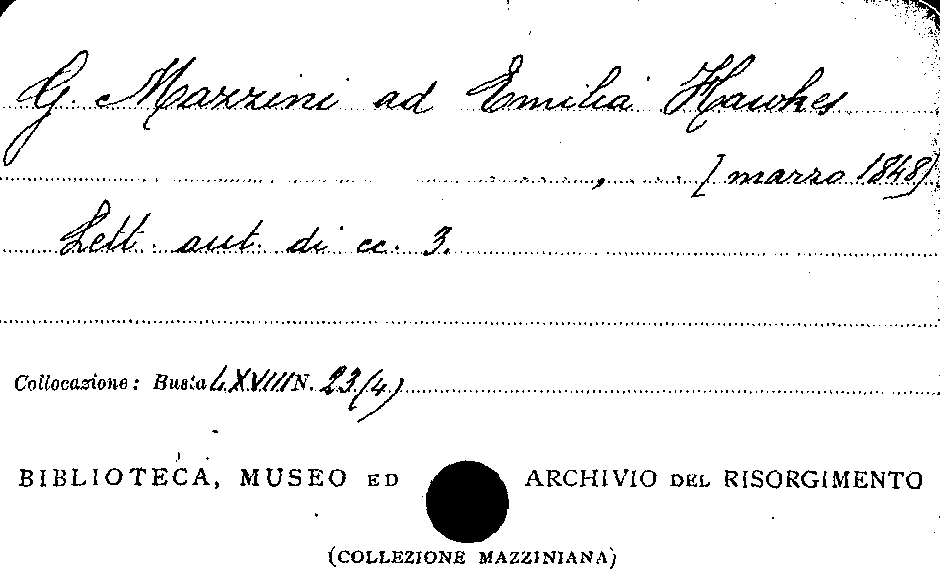 G. Mazzini ad Emilia Hawkes
, [marzo 1848]
Lett. aut. di cc. 3.
Collocazione: Busta LXVIII N. 23(4)
BIBLIOTECA, MUSEO ED ARCHIVIO DEL RISORGIMENTO
(COLLEZIONE MAZZINIANA)